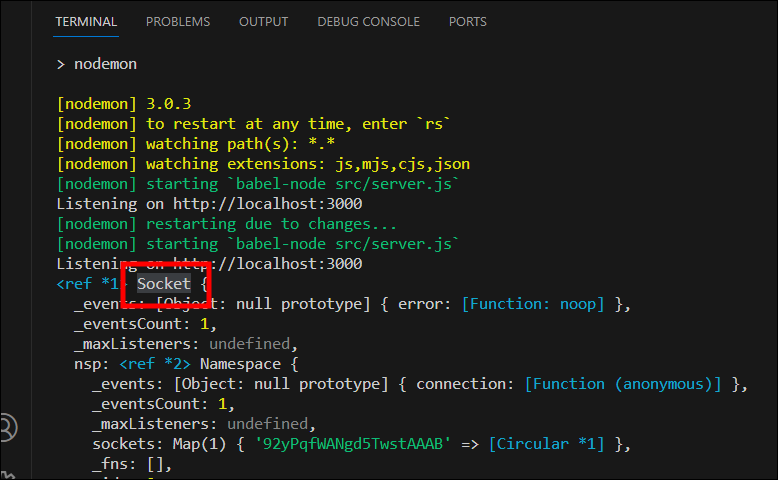 TERMINAL PROBLEMS OUTPUT DEBUG CONSOLE PORTS
> nodemon
[nodemon] 3.0.3
[nodemon] to restart at any time, enter `rs`
[nodemon] watching path(s): *.*
[nodemon] watching extensions: js,mjs,cjs,json
[nodemon] starting `babel-node src/server.js`
Listening on http://localhost:3000
[nodemon] restarting due to changes...
[nodemon] starting `babel-node src/server.js`
Listening on http://localhost:3000
<ref *1> Socket {
_events: [Object: null prototype] { error: [Function: noop] },
_eventsCount: 1,
_maxListeners: undefined,
nsp: <ref *2> Namespace {
_events: [Object: null prototype] { connection: [Function (anonymous)] },
_eventsCount: 1,
_maxListeners: undefined,
sockets: Map(1) { '92yPqfWANgd5TwstAAAB' => [Circular *1] },
_fns: [],